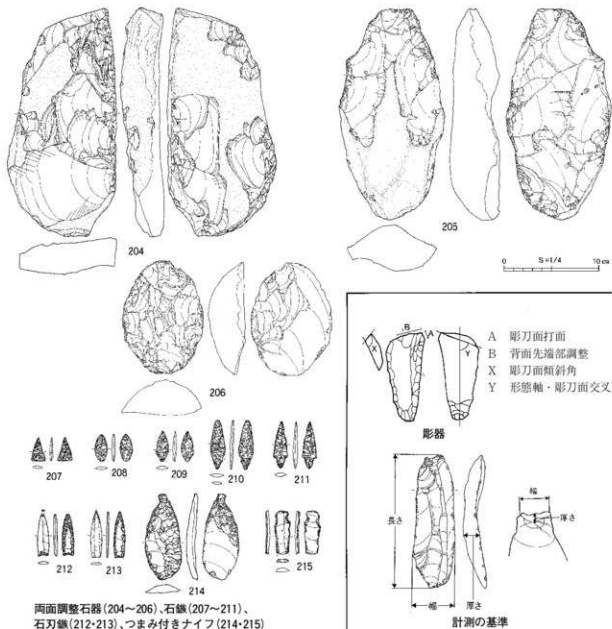 204
205
0 S=1/4 10cm
206
207
208
209
210
211
212
213
214
215
両面調整石器(204～206)、石鏃(207～211)、
石刃鏃(212・213)、つまみ付きナイフ(214・215)
B
A
X
Y
A 彫刀面打面
B 背面先端部調整
X 彫刀面傾斜角
Y 形態軸・彫刀面交叉
彫器
長さ
幅
厚さ
幅
厚さ
計測の基準